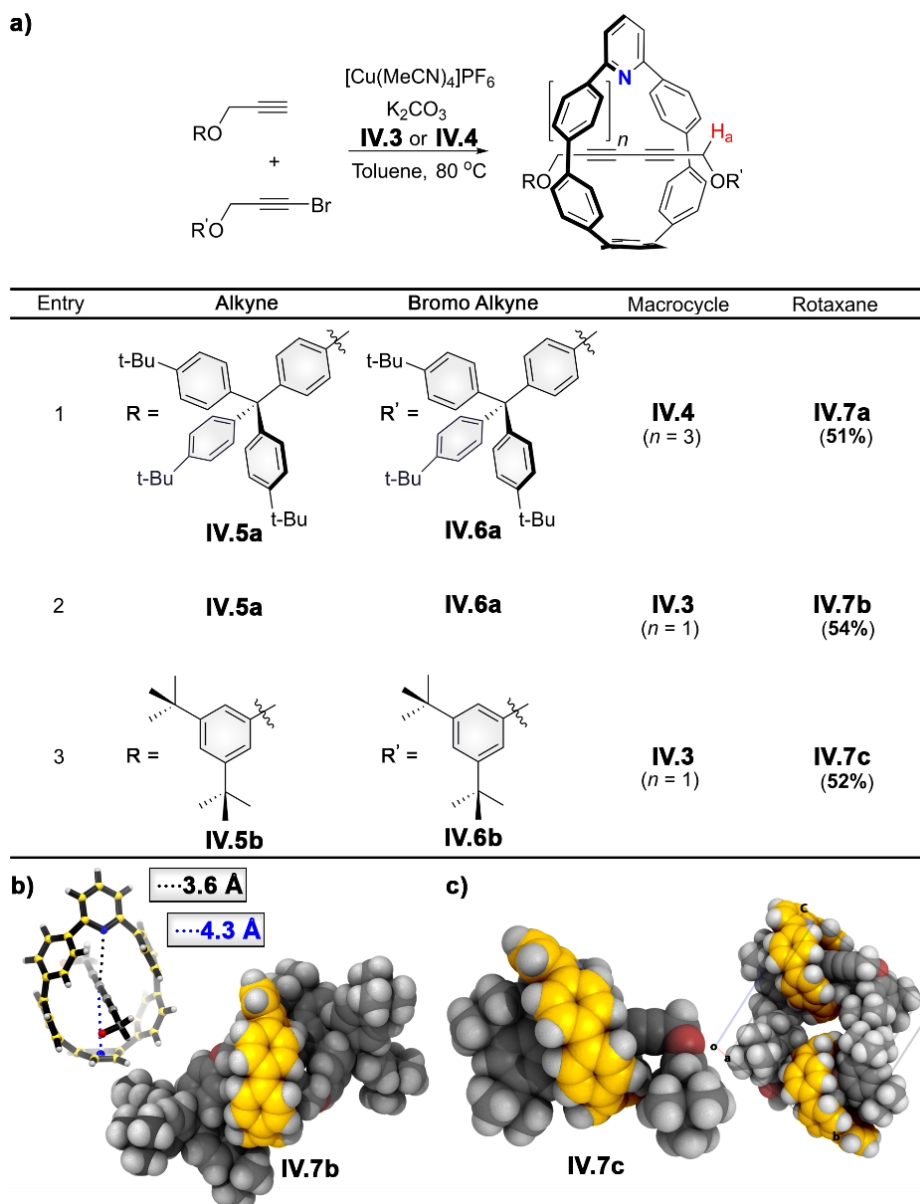 a)
[Cu(MeCN)4]PF6
K2CO3
IV.3 or IV.4
Toluene, 80 oC
RO
+
R'O
Br
N
n
Ha
RO
OR'
Entry Alkyne Bromo Alkyne Macrocycle Rotaxane
t-Bu t-Bu
1 R = R' = IV.4 IV.7a
(n = 3) (51%)
t-Bu t-Bu
t-Bu t-Bu
IV.5a IV.6a
2 IV.5a IV.6a IV.3 IV.7b
(n = 1) (54%)
3 R = R' = IV.3 IV.7c
(n = 1) (52%)
IV.5b IV.6b
b)
3.6 Å
4.3 Å
IV.7b
c)
c
o
a
b
IV.7c